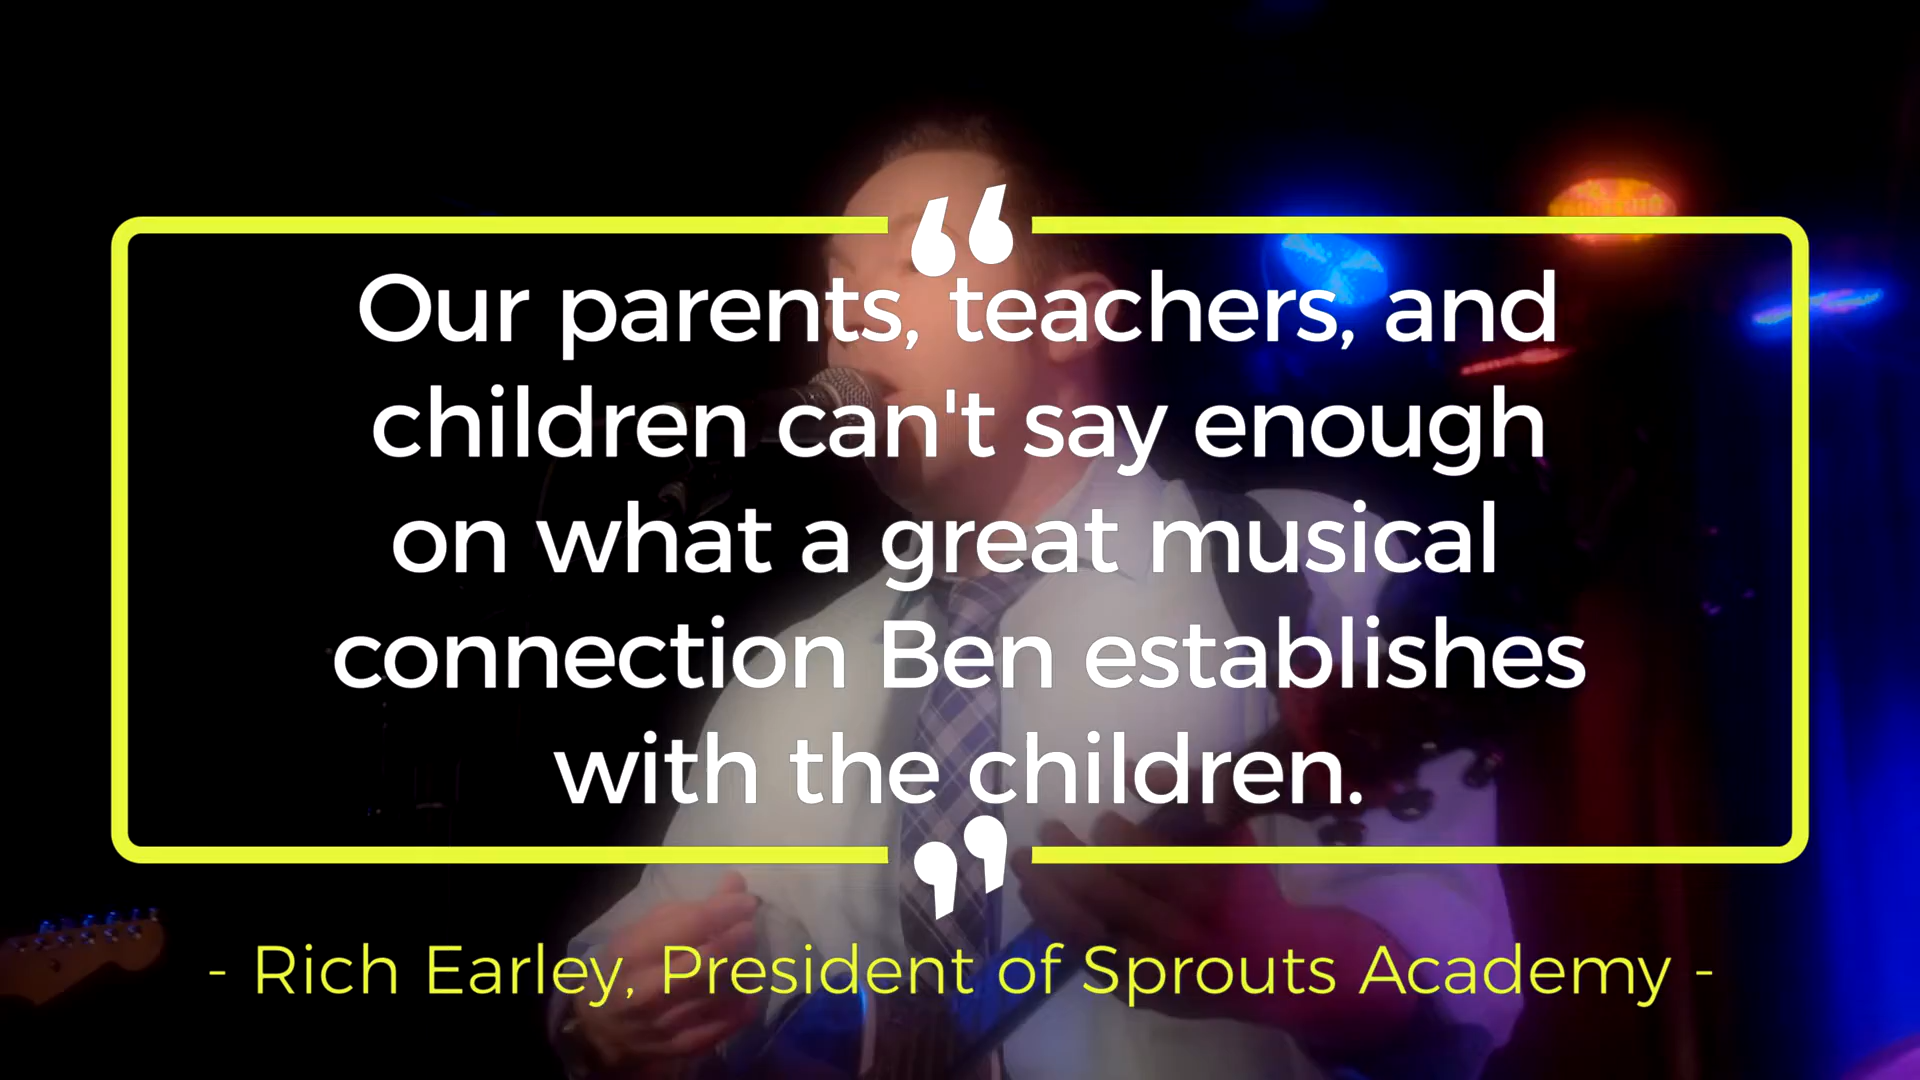 “
Our parents, teachers, and
children can't say enough
on what a great musical
connection Ben establishes
with the children.
”
- Rich Earley, President of Sprouts Academy -